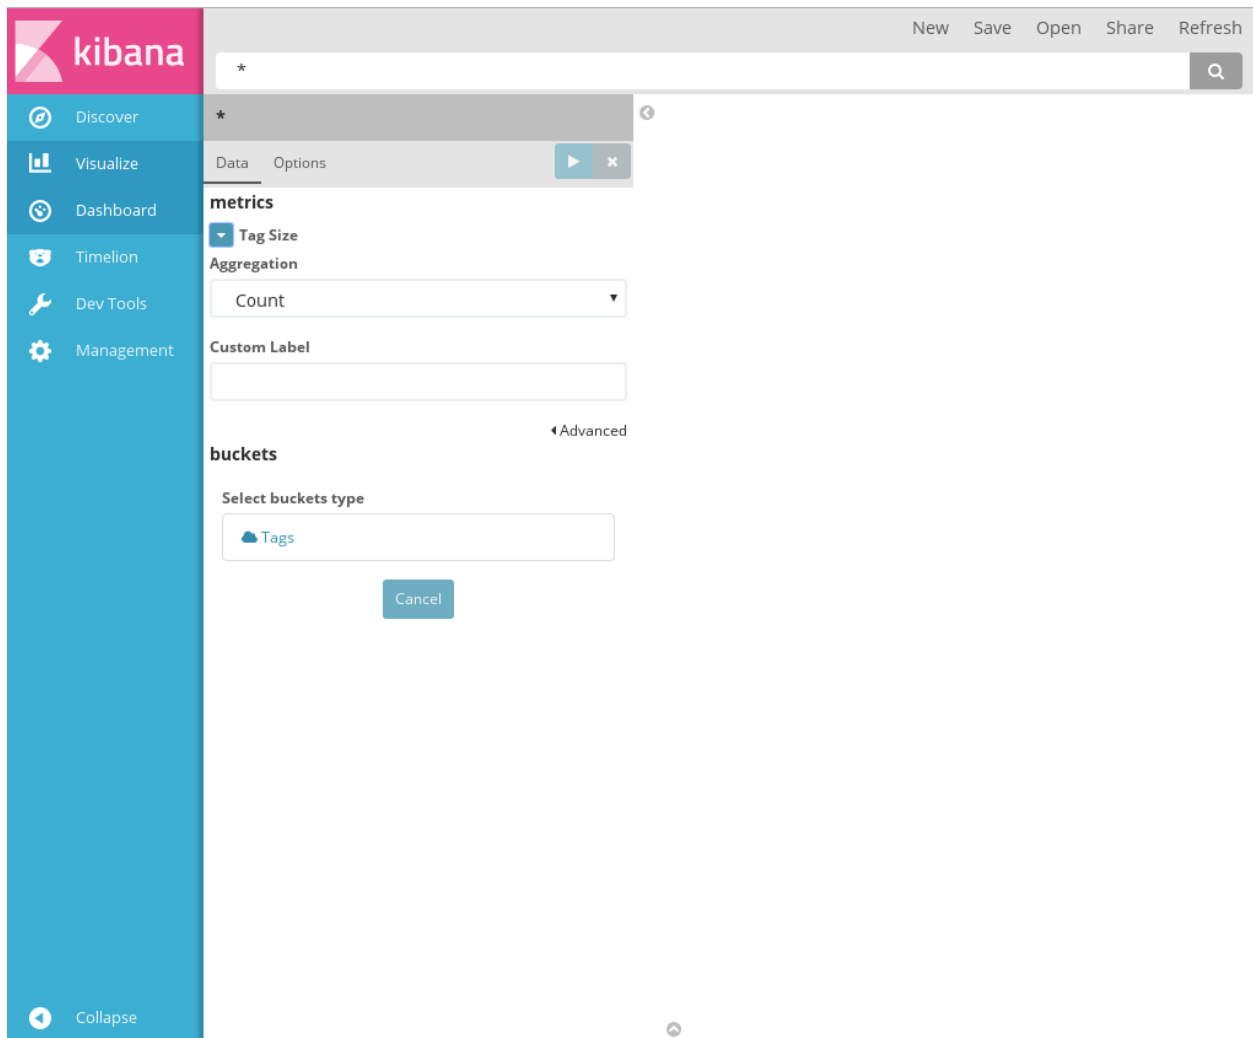 kibana
New Save Open Share Refresh
*
Discover
Visualize
Dashboard
Timelion
Dev Tools
Management
Collapse
*
Data Options
metrics
Tag Size
Aggregation
Count
Custom Label
Advanced
buckets
Select buckets type
Tags
Cancel